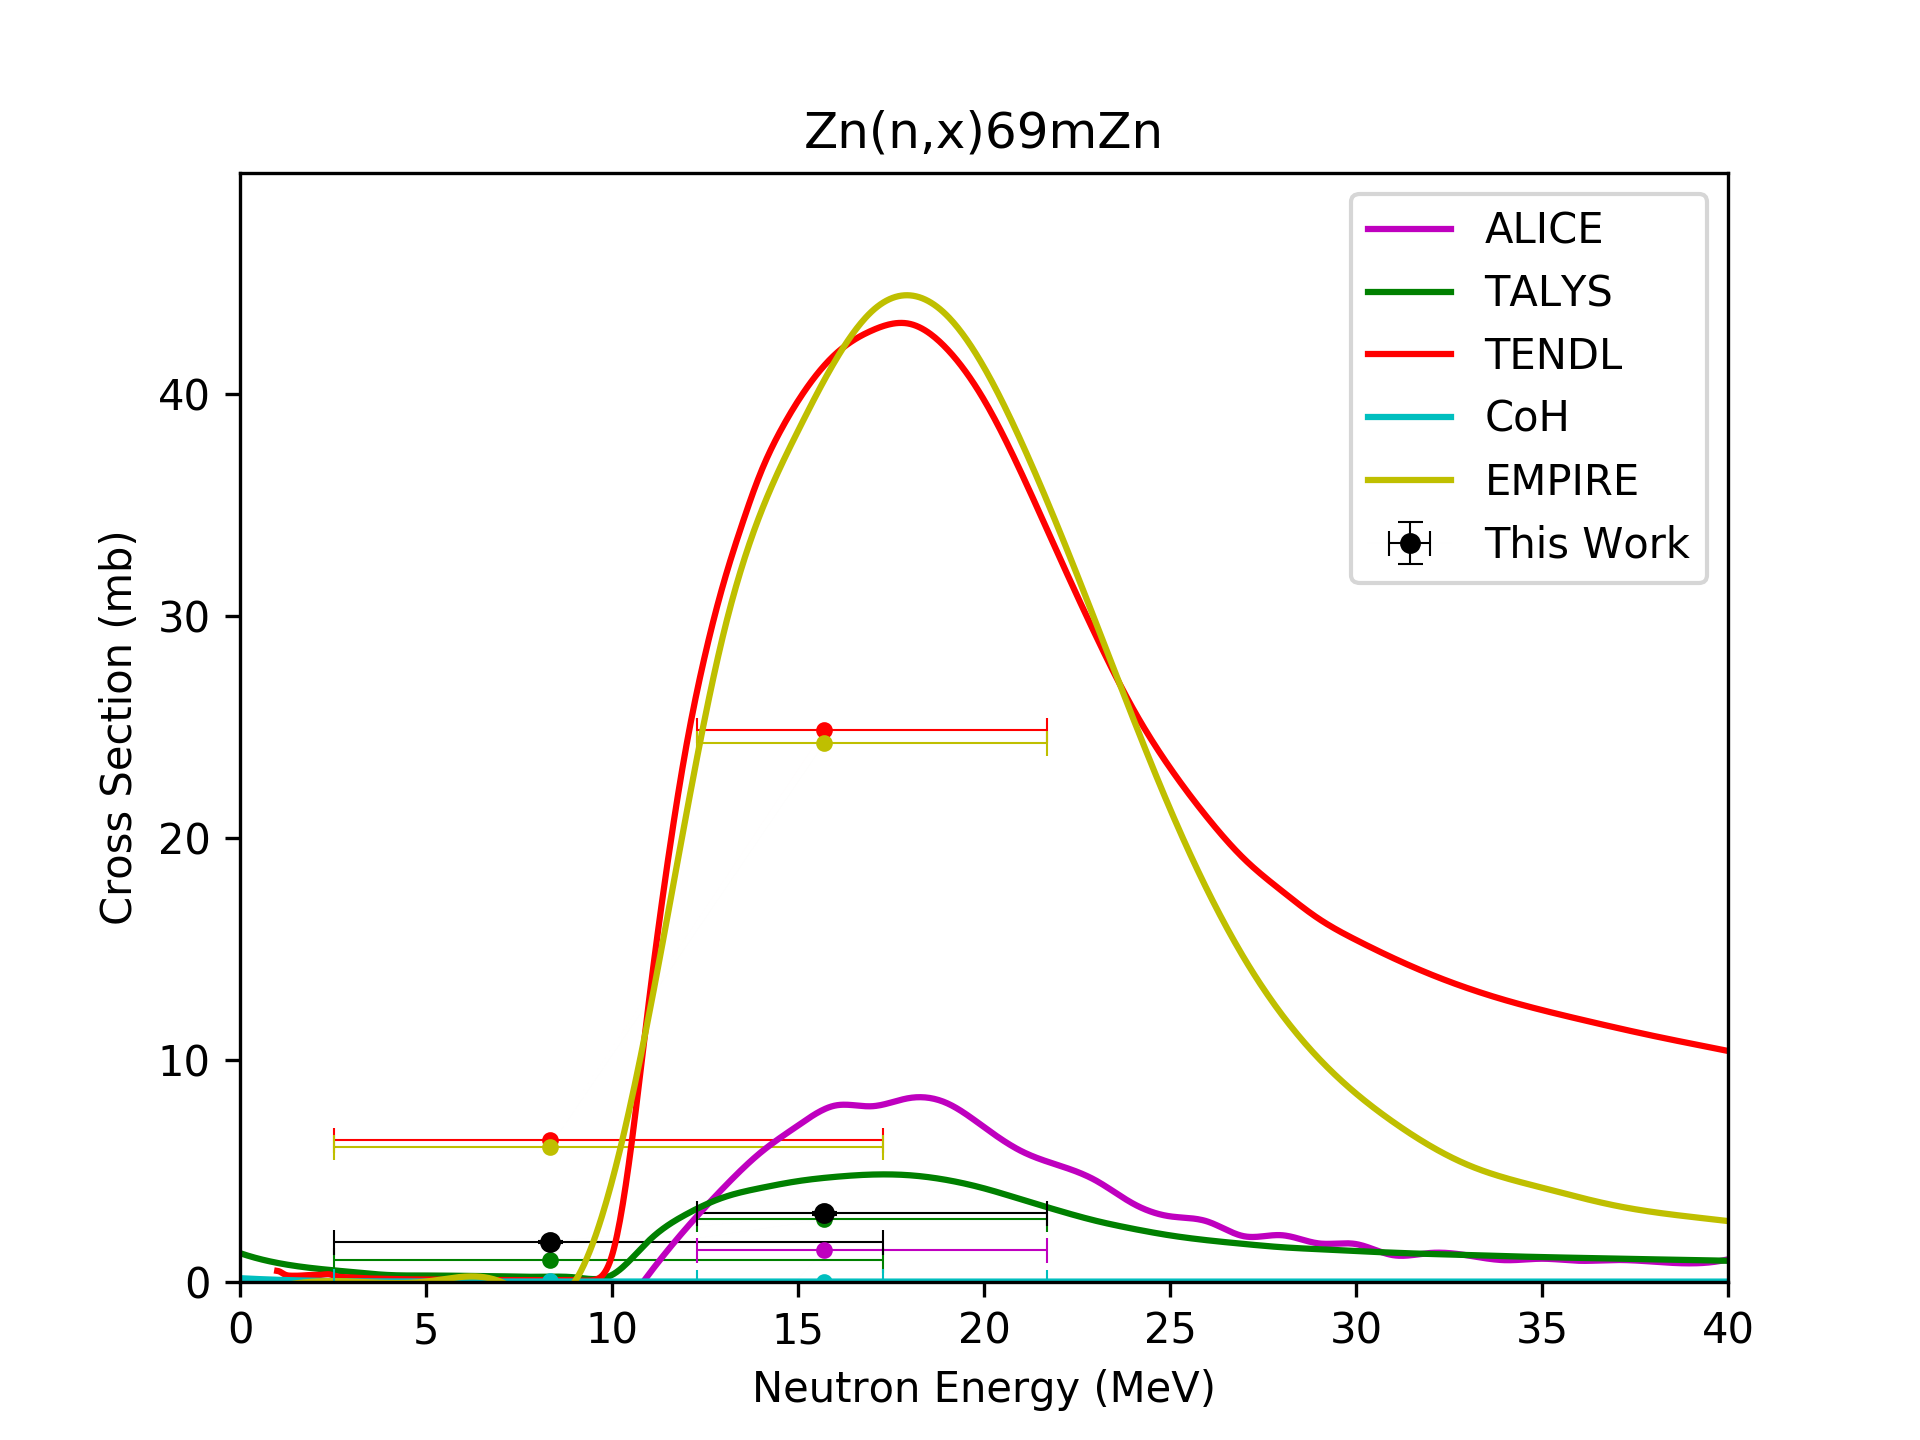 Zn(n,x)69mZn
ALICE
TALYS
TENDL
CoH
EMPIRE
This Work
Cross Section (mb)
40
30
20
10
0
0 5 10 15 20 25 30 35 40
Neutron Energy (MeV)